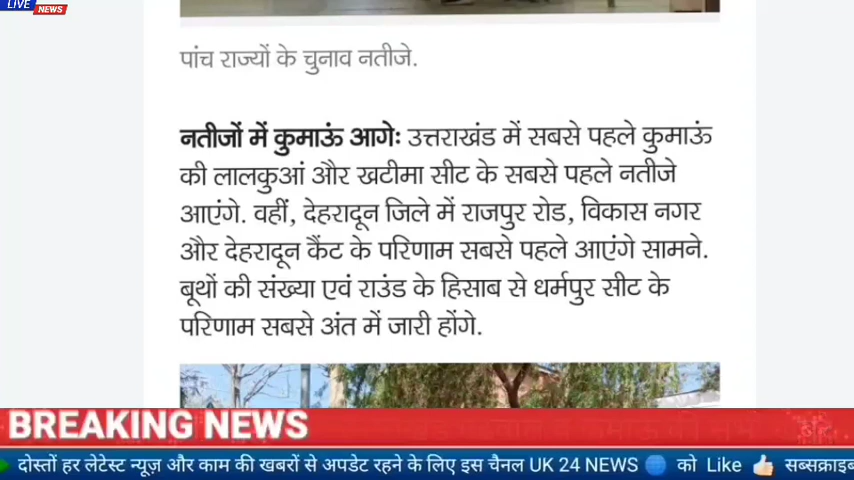 LIVE
NEWS
पांच राज्यों के चुनाव नतीजे.
नतीजों में कुमाऊं आगेः उत्तराखंड में सबसे पहले कुमाऊं
की लालकुआं और खटीमा सीट के सबसे पहले नतीजे
आएंगे. वहीं, देहरादून जिले में राजपुर रोड, विकास नगर
और देहरादून कैंट के परिणाम सबसे पहले आएंगे सामने.
बूथों की संख्या एवं राउंड के हिसाब से धर्मपुर सीट के
परिणाम सबसे अंत में जारी होंगे.
BREAKING NEWS
दोस्तों हर लेटेस्ट न्यूज़ और काम की खबरों से अपडेट रहने के लिए इस चैनल UK 24 NEWS 🌐 को Like 👍 सब्सक्राइब